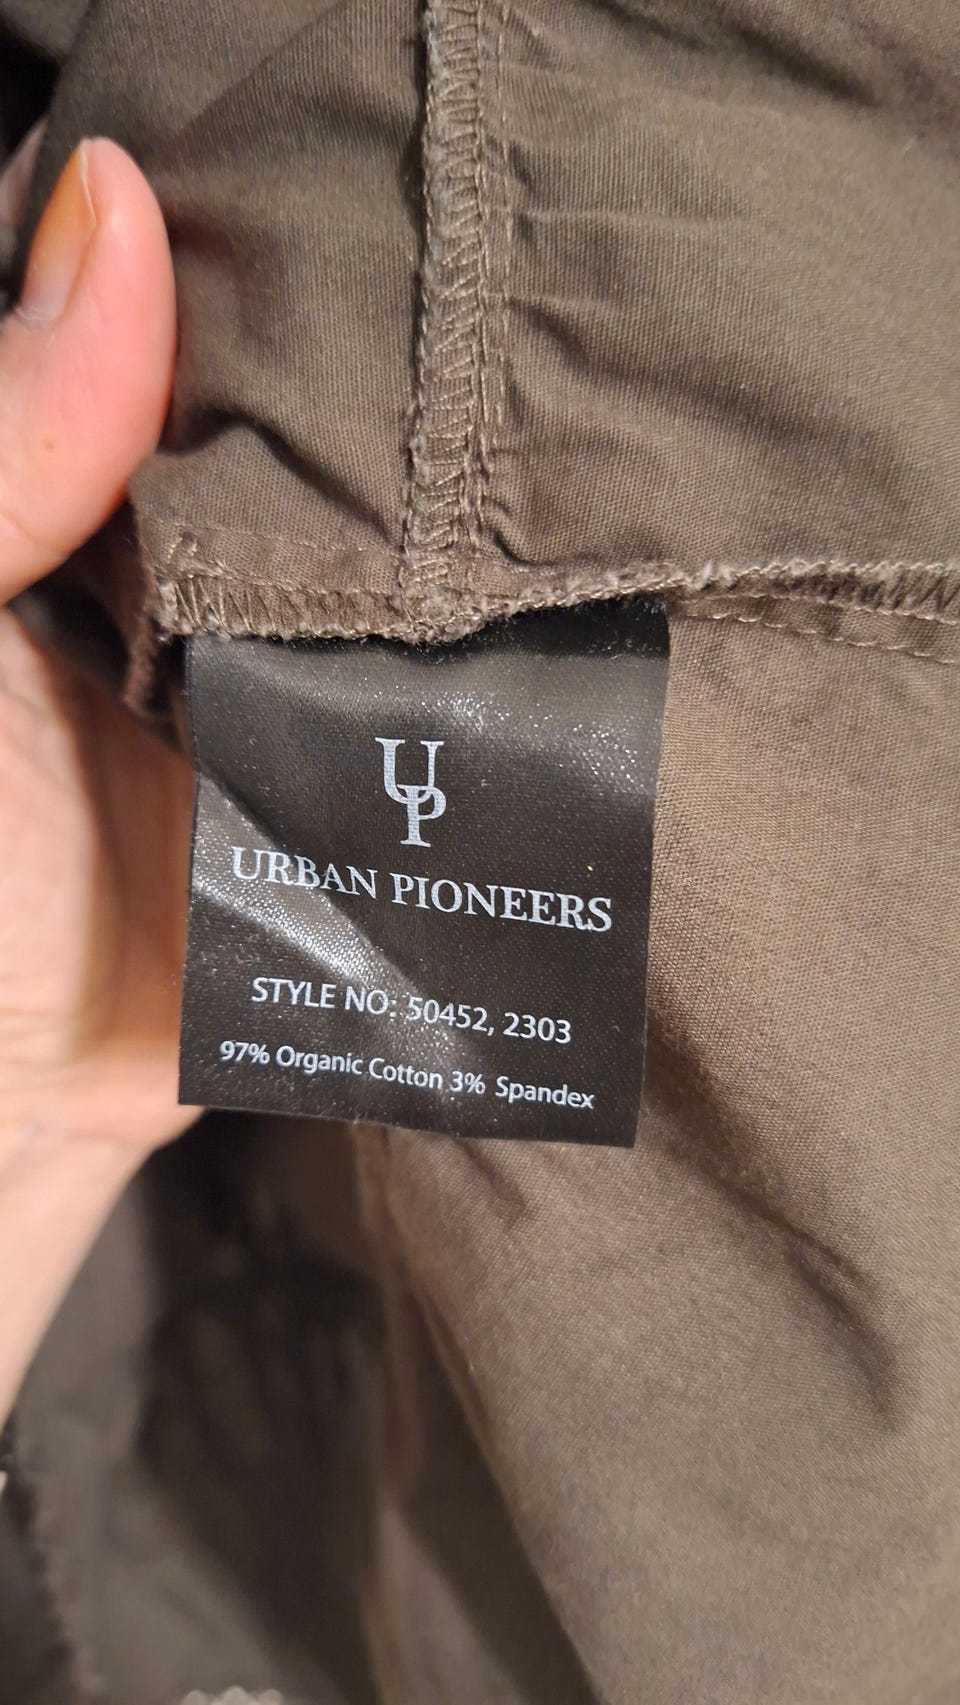 UP
URBAN PIONEERS
STYLE NO: 50452, 2303
97% Organic Cotton 3% Spandex